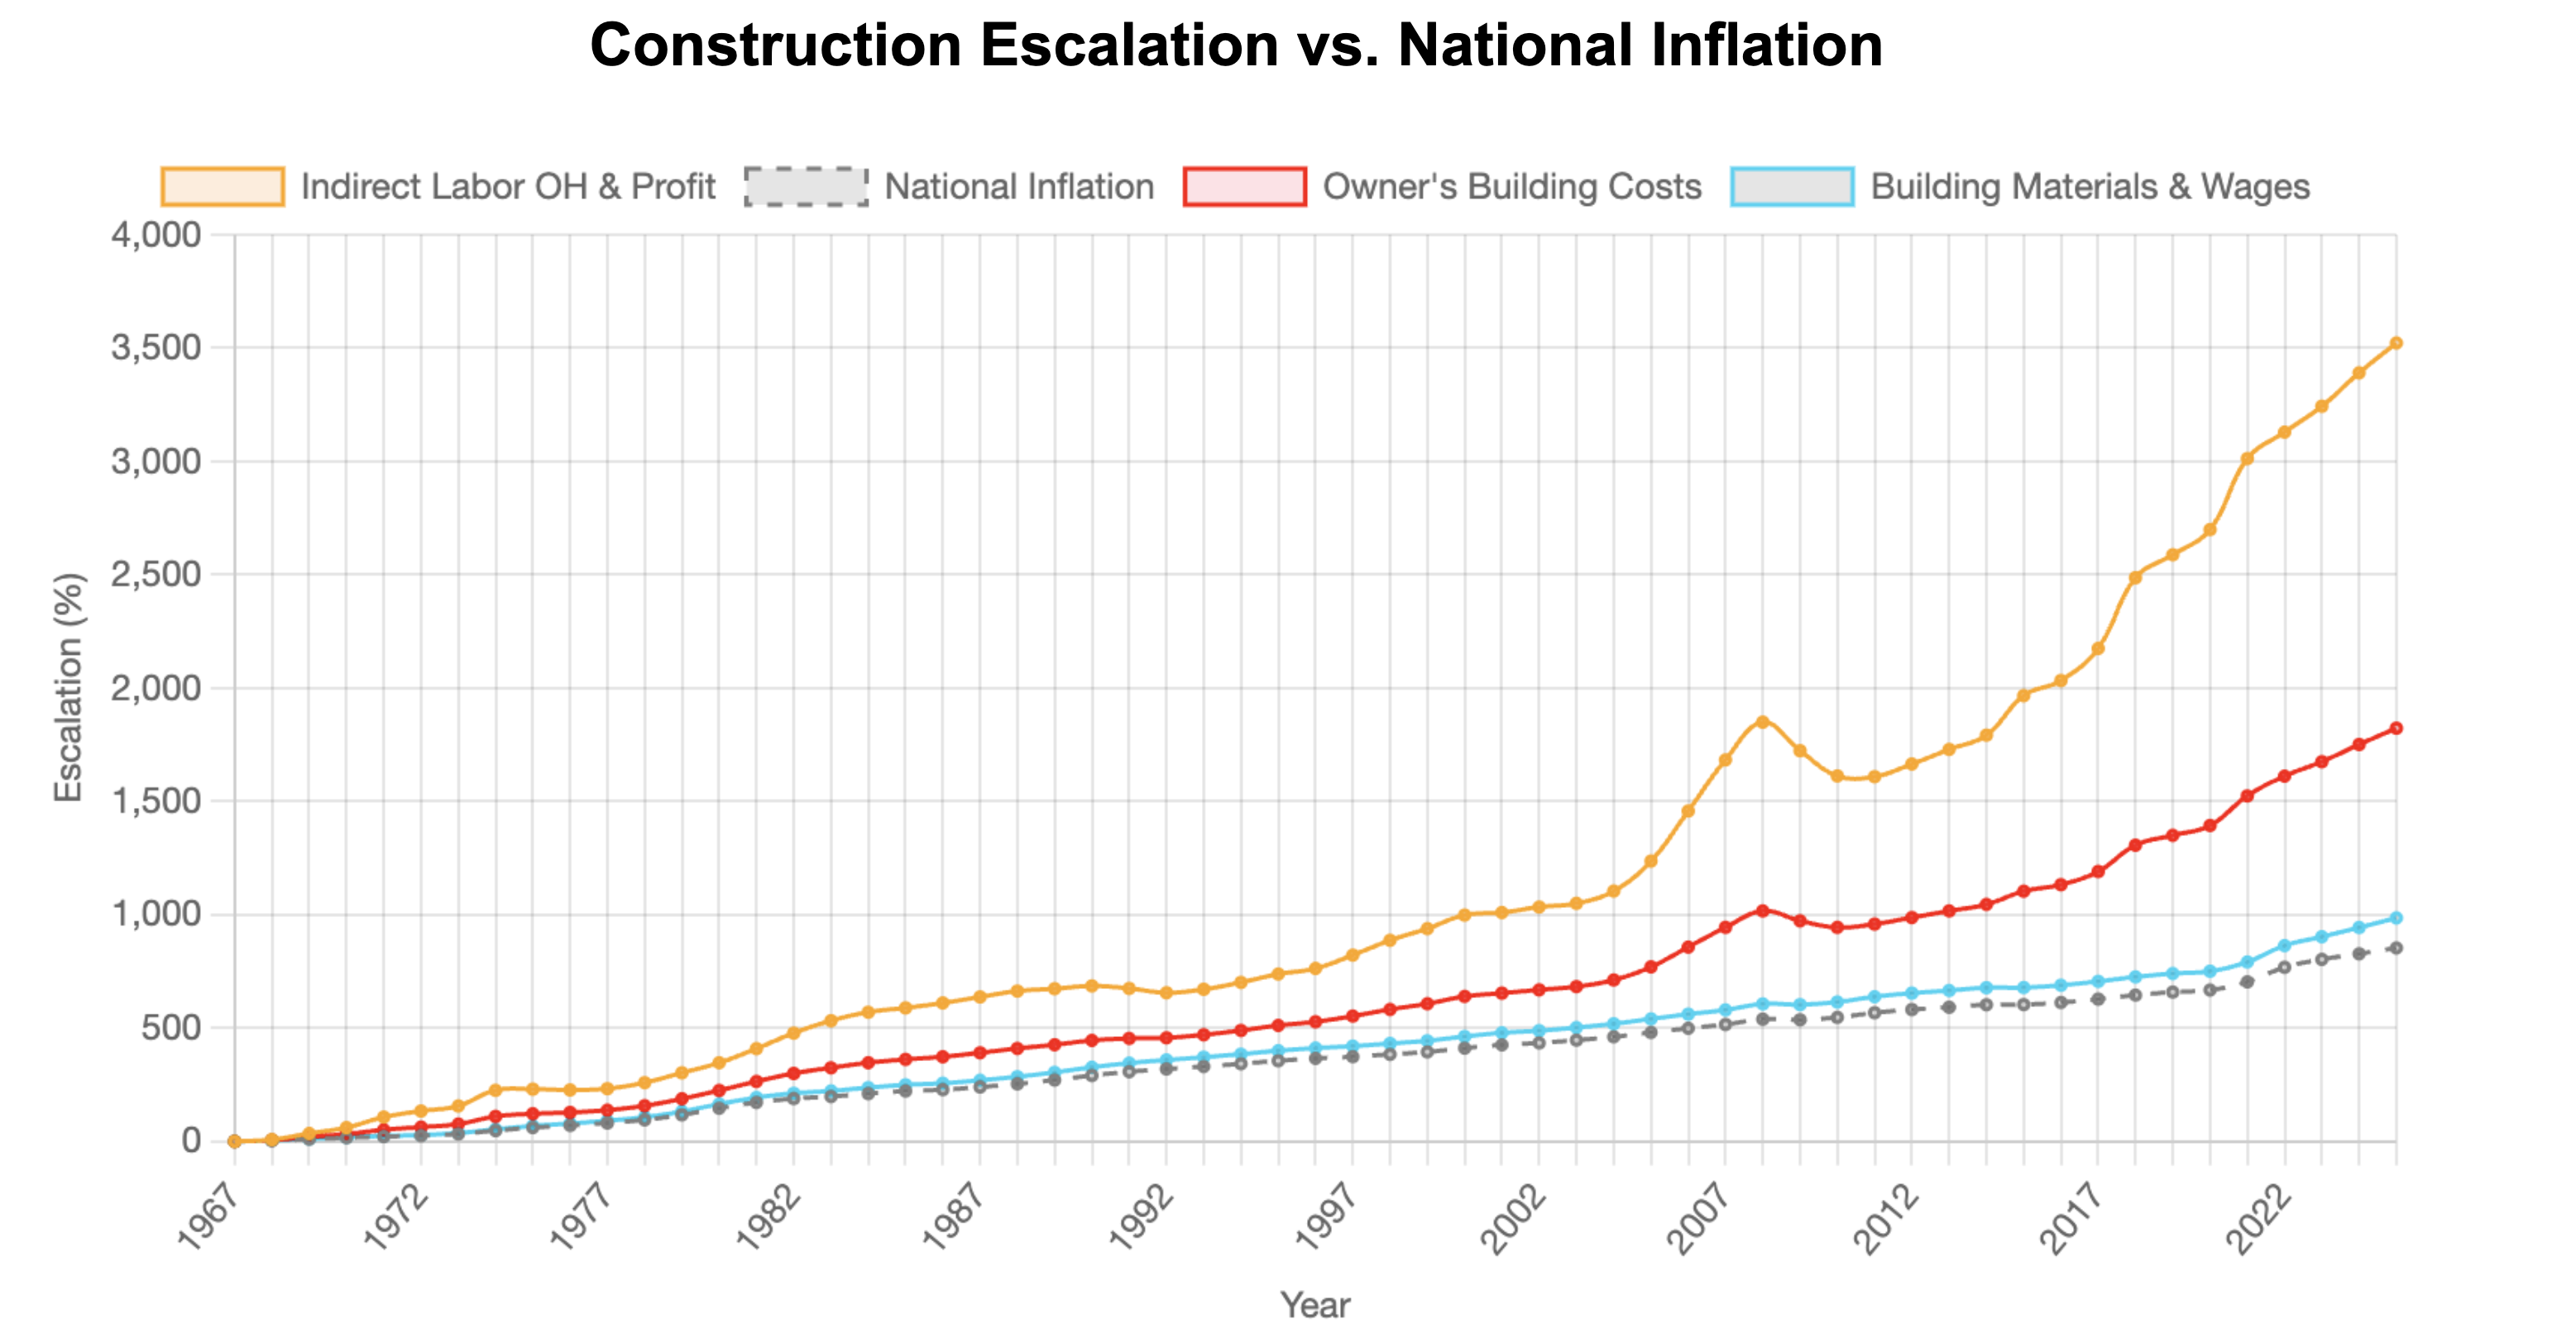 Construction Escalation vs. National Inflation
Indirect Labor OH & Profit National Inflation Owner's Building Costs Building Materials & Wages
4,000
3,500
3,000
2,500
2,000
1,500
1,000
500
0
Escalation (%)
1967 1972 1977 1982 1987 1992 1997 2002 2007 2012 2017 2022
Year